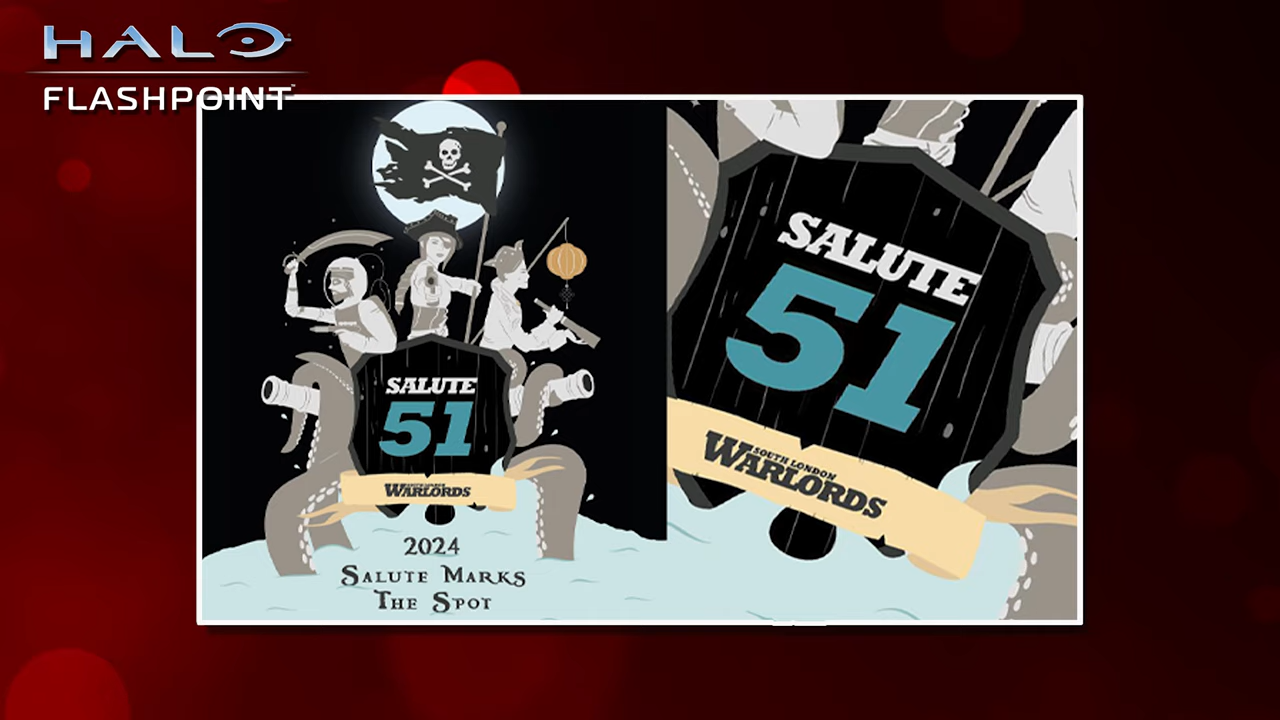 HALO
FLASHPOINT
SALUTE
51
SOUTH LONDON
WARLORDS
2024
Salute Marks
The Spot
SALUTE
51
SOUTH LONDON
WARLORDS